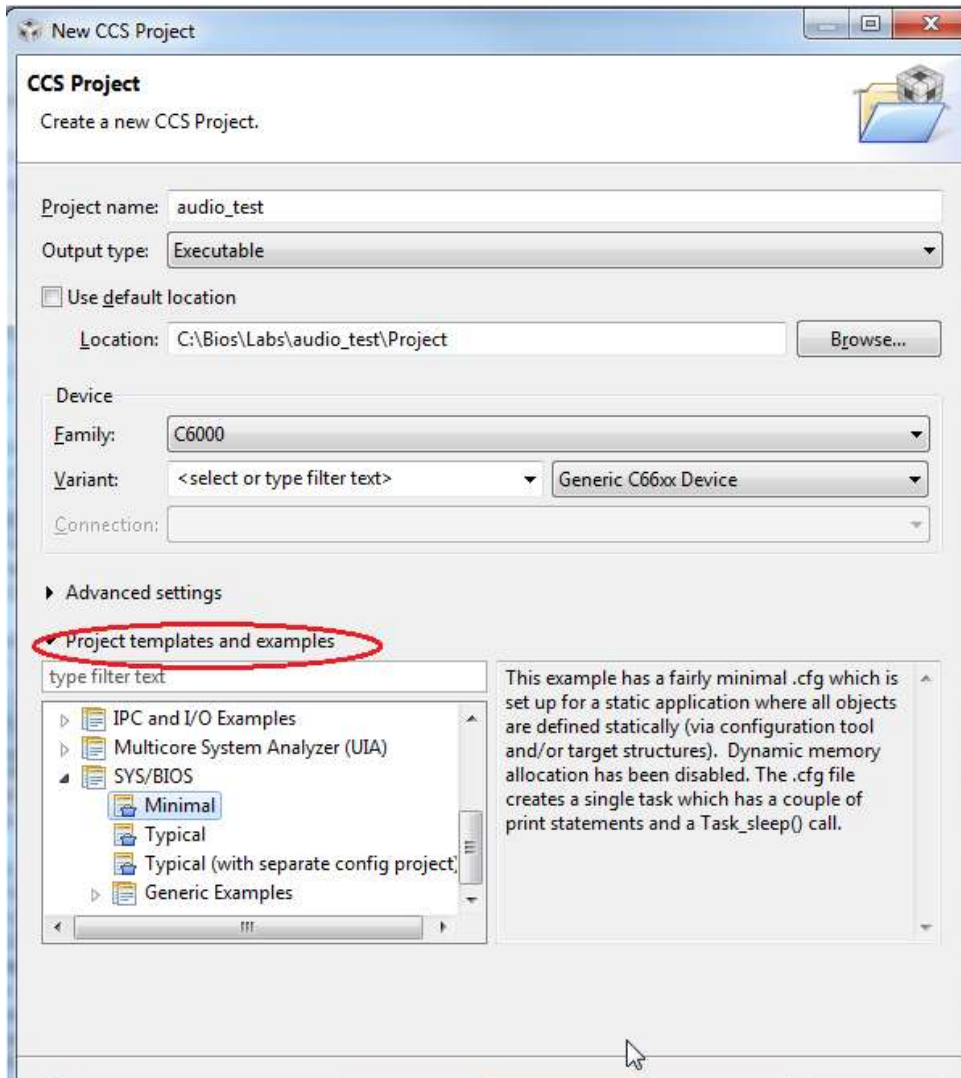 New CCS Project
CCS Project
Create a new CCS Project.
Project name: audio_test
Output type: Executable
Use default location
Location: C:\Bios\Labs\audio_test\Project Browse...
Device
Family: C6000
Variant: <select or type filter text> Generic C66xx Device
Connection:
Advanced settings
Project templates and examples
type filter text
IPC and I/O Examples
Multicore System Analyzer (UIA)
SYS/BIOS
Minimal
Typical
Typical (with separate config project)
Generic Examples
This example has a fairly minimal .cfg which is
set up for a static application where all objects
are defined statically (via configuration tool
and/or target structures). Dynamic memory
allocation has been disabled. The .cfg file
creates a single task which has a couple of
print statements and a Task_sleep() call.